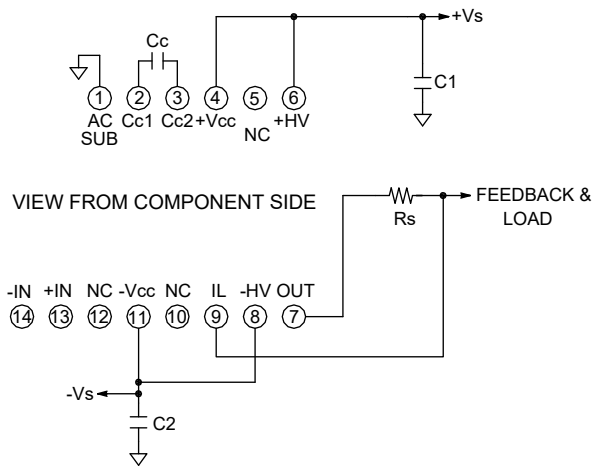 +Vs
Cc
C1
1 2 3 4 5 6
AC SUB Cc1 Cc2 +Vcc NC +HV
VIEW FROM COMPONENT SIDE
Rs
FEEDBACK &
LOAD
-IN +IN NC -Vcc NC IL -HV OUT
14 13 12 11 10 9 8 7
-Vs
C2